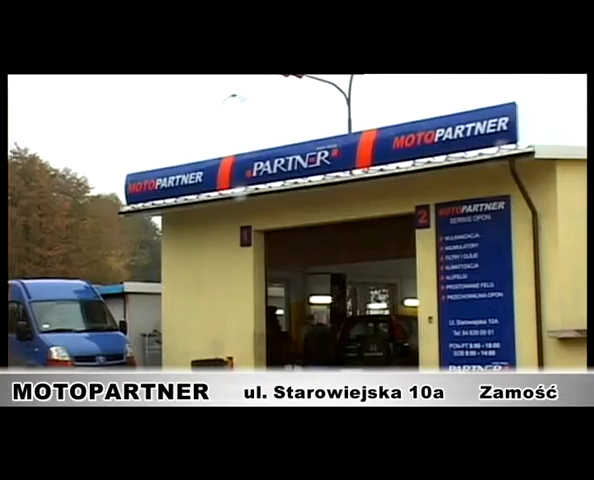 MOTOPARTNER
PARTNER
MOTOPARTNER
1
2
MOTOPARTNER
SERWIS OPON
WULKANIZACJA
AKUMULATORY
FILTRY I OLEJE
KLIMATYZACJA
ALUFELGI
PROSTOWANIE FELG
PRZECHOWALNIA OPON
Ul. Starowiejska 10A
PON-PT 8:00 - 18:00
SOB 8:00 - 14:00
PARTNER
MOTOPARTNER ul. Starowiejska 10a Zamość